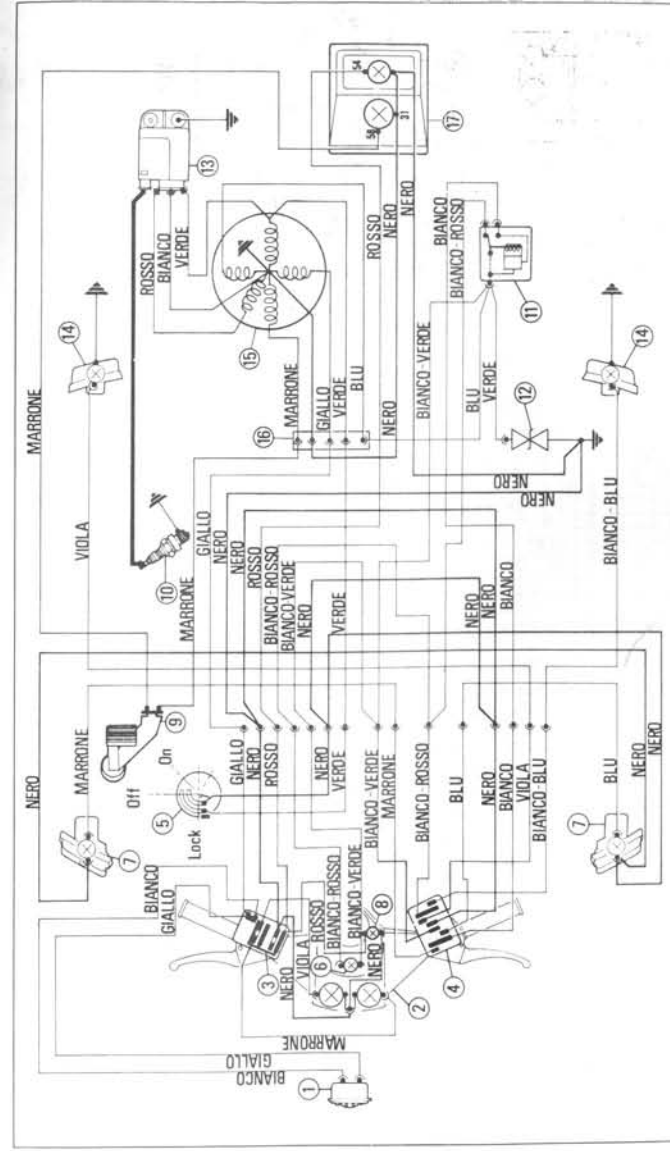 MARRONE
13
ROSSO
BIANCO
VERDE
54
56
31
17
14
VIOLA
10
15
MARRONE
GIALLO
VERDE
BLU
NERO
16
ROSSO
NERO
NERO
BIANCO
BIANCO-ROSSO
11
14
BIANCO-VERDE
BLU
VERDE
12
NERO
NERO
BIANCO-BLU
MARRONE
GIALLO
NERO
NERO
ROSSO
BIANCO-ROSSO
BIANCO-VERDE
NERO
VERDE
NERO
NERO
BIANCO
NERO
MARRONE
9
On
Off
Lock
5
7
GIALLO
NERO
ROSSO
NERO
VERDE
BIANCO-VERDE
MARRONE
BIANCO-ROSSO
BLU
NERO
BIANCO
VIOLA
BIANCO-BLU
BLU
NERO
NERO
7
BIANCO
GIALLO
3
NERO
VIOLA
ROSSO
BIANCO-ROSSO
BIANCO-VERDE
6
8
NERO
2
4
MARRONE
GIALLO
BIANCO
1